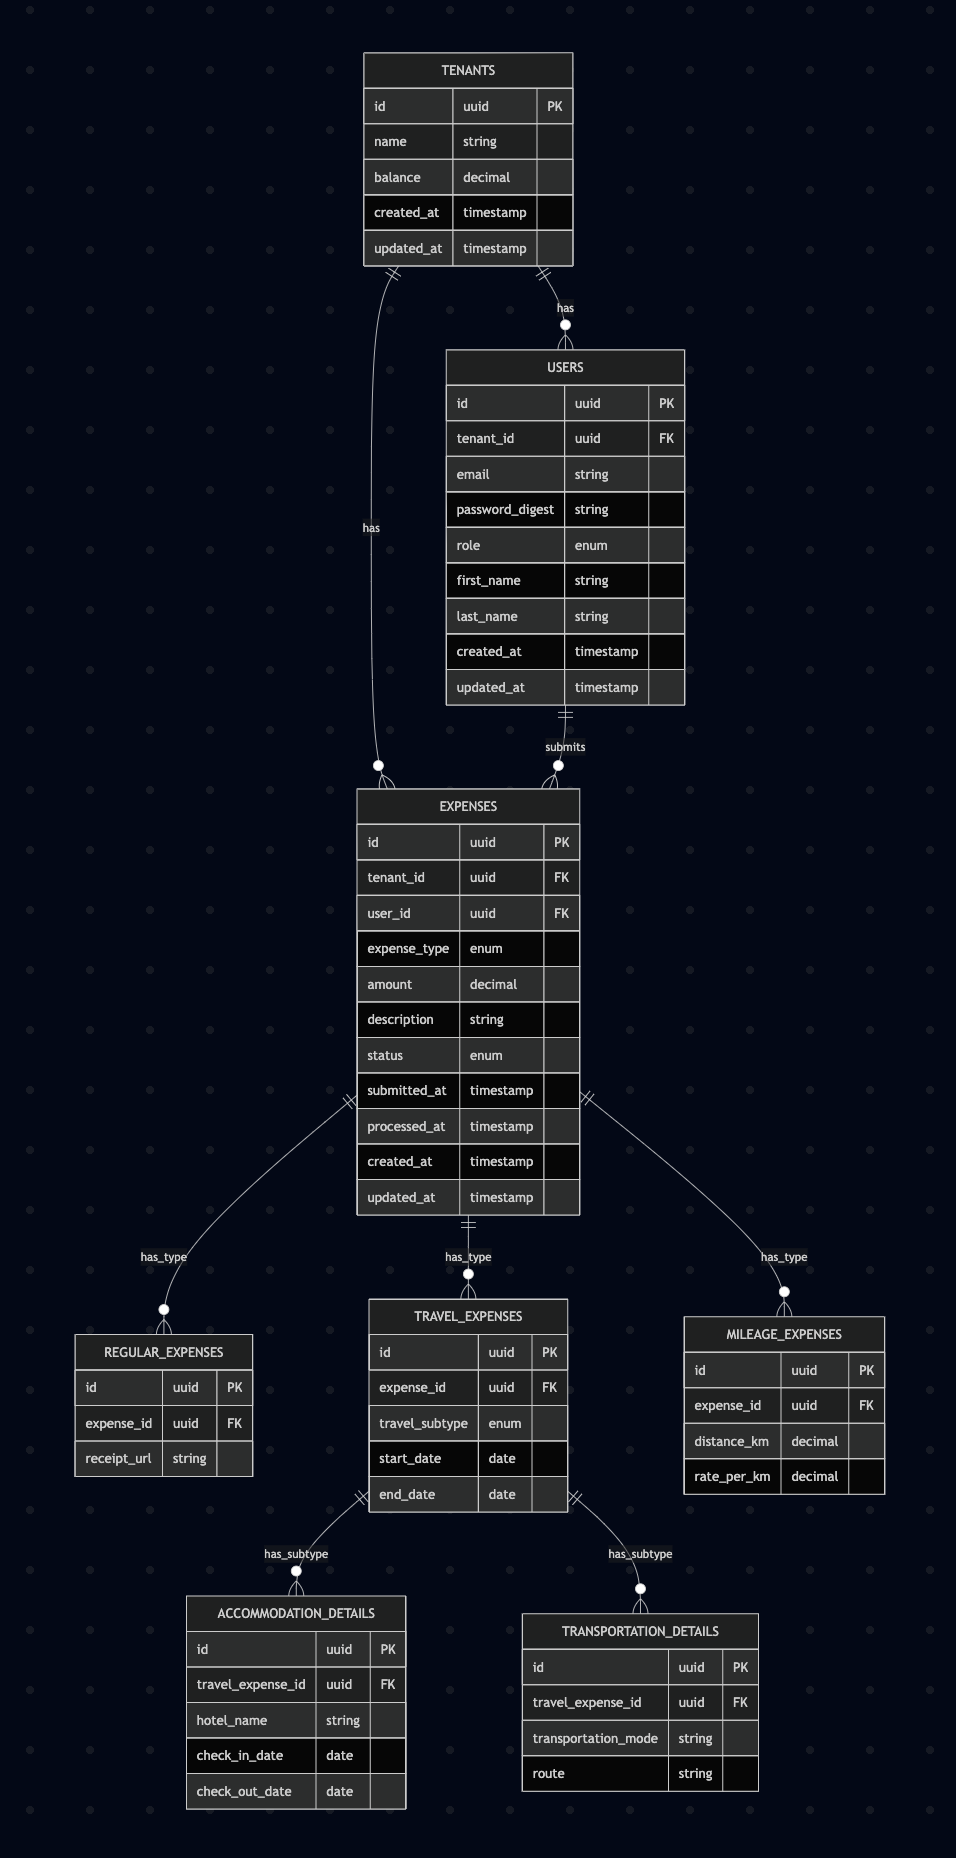 TENANTS
id uuid PK
name string
balance decimal
created_at timestamp
updated_at timestamp
has
USERS
id uuid PK
tenant_id uuid FK
email string
password_digest string
role enum
first_name string
last_name string
created_at timestamp
updated_at timestamp
has
submits
EXPENSES
id uuid PK
tenant_id uuid FK
user_id uuid FK
expense_type enum
amount decimal
description string
status enum
submitted_at timestamp
processed_at timestamp
created_at timestamp
updated_at timestamp
has_type
has_type
has_type
REGULAR_EXPENSES
id uuid PK
expense_id uuid FK
receipt_url string
TRAVEL_EXPENSES
id uuid PK
expense_id uuid FK
travel_subtype enum
start_date date
end_date date
MILEAGE_EXPENSES
id uuid PK
expense_id uuid FK
distance_km decimal
rate_per_km decimal
has_subtype
has_subtype
ACCOMMODATION_DETAILS
id uuid PK
travel_expense_id uuid FK
hotel_name string
check_in_date date
check_out_date date
TRANSPORTATION_DETAILS
id uuid PK
travel_expense_id uuid FK
transportation_mode string
route string